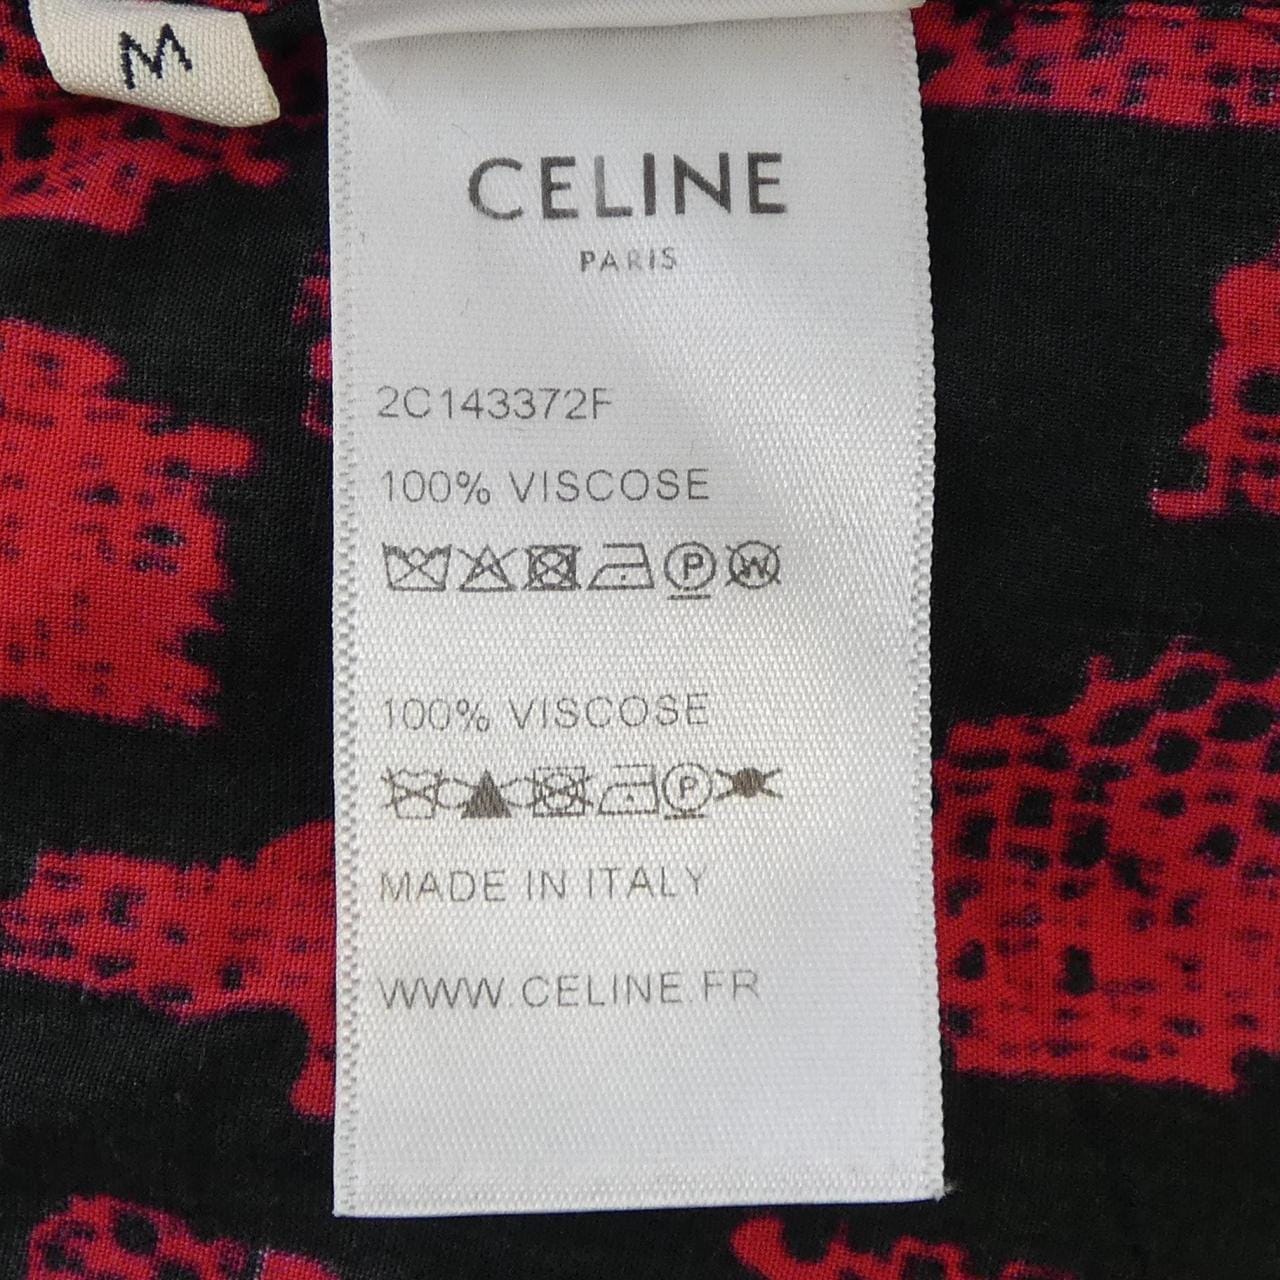 M
CELINE
PARIS
2C143372F
100% VISCOSE
P W
100% VISCOSE
P
MADE IN ITALY
WWW.CELINE.FR